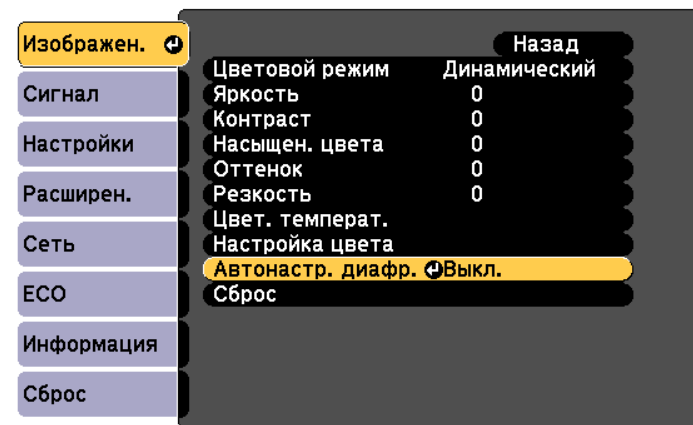 Изображен.
Сигнал
Настройки
Расширен.
Сеть
ECO
Информация
Сброс
Назад
Цветовой режим Динамический
Яркость 0
Контраст 0
Насыщен. цвета 0
Оттенок 0
Резкость 0
Цвет. температ.
Настройка цвета
Автонастр. диафр. Выкл.
Сброс